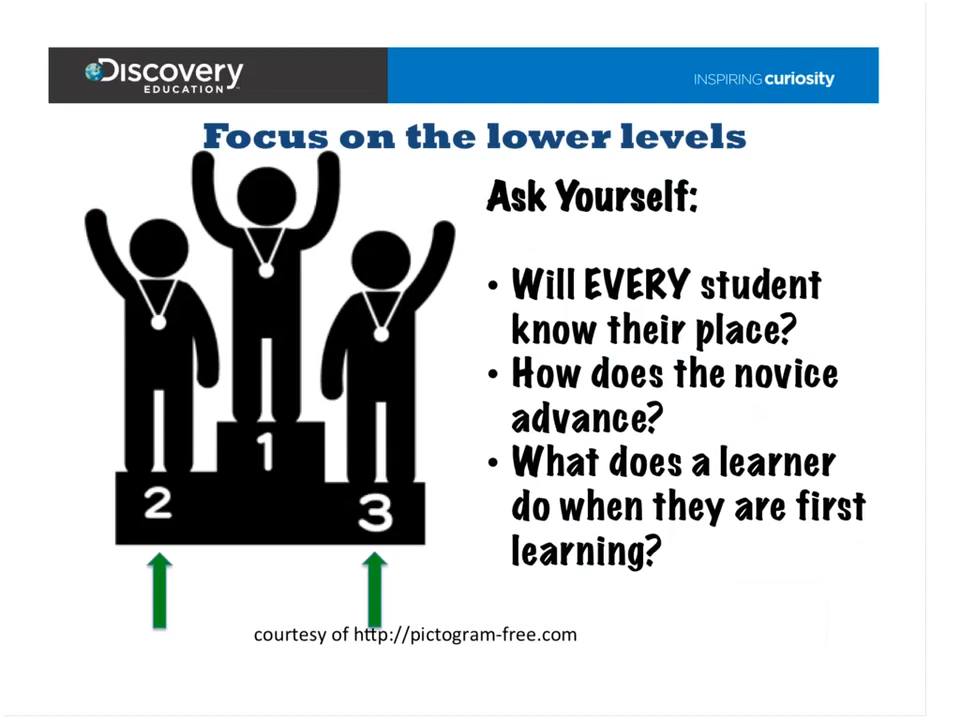 Discovery
EDUCATION™
INSPIRING curiosity
Focus on the lower levels
Ask Yourself:
• Will EVERY student
know their place?
• How does the novice
advance?
• What does a learner
do when they are first
learning?
1
2
3
courtesy of http://pictogram-free.com